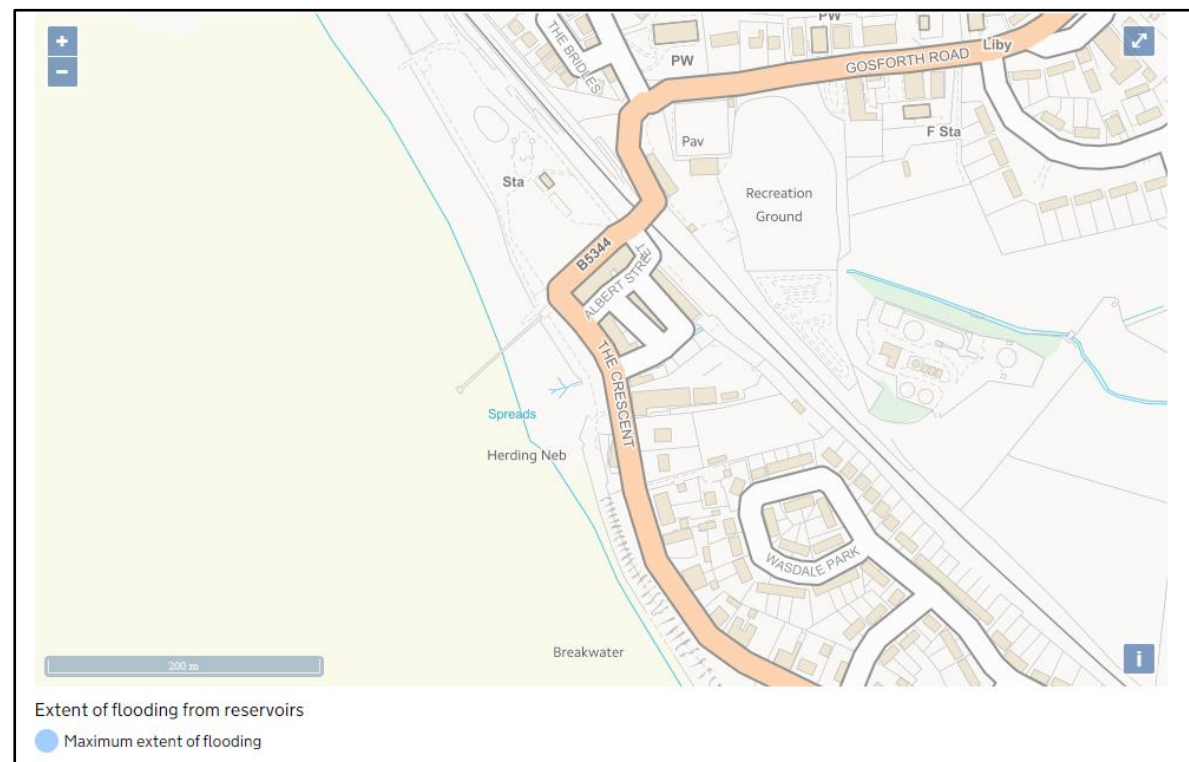 +
−
THE BRIDLES
PW
PW
Liby
GOSFORTH ROAD
F Sta
Pav
Sta
Recreation
Ground
B5344
ALBERT STREET
THE CRESCENT
Spreads
Herding Neb
WASDALE PARK
Breakwater
200 m
i
Extent of flooding from reservoirs
Maximum extent of flooding